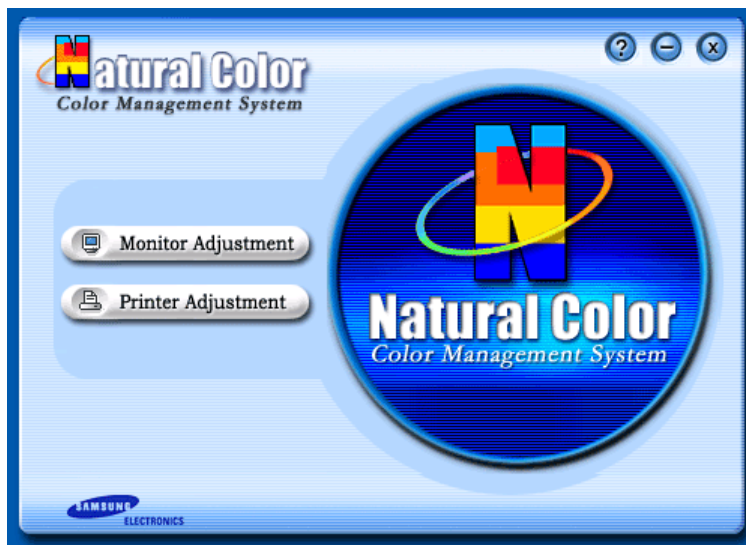 Natural Color
Color Management System
?
X
Monitor Adjustment
Printer Adjustment
N
Natural Color
Color Management System
SAMSUNG
ELECTRONICS